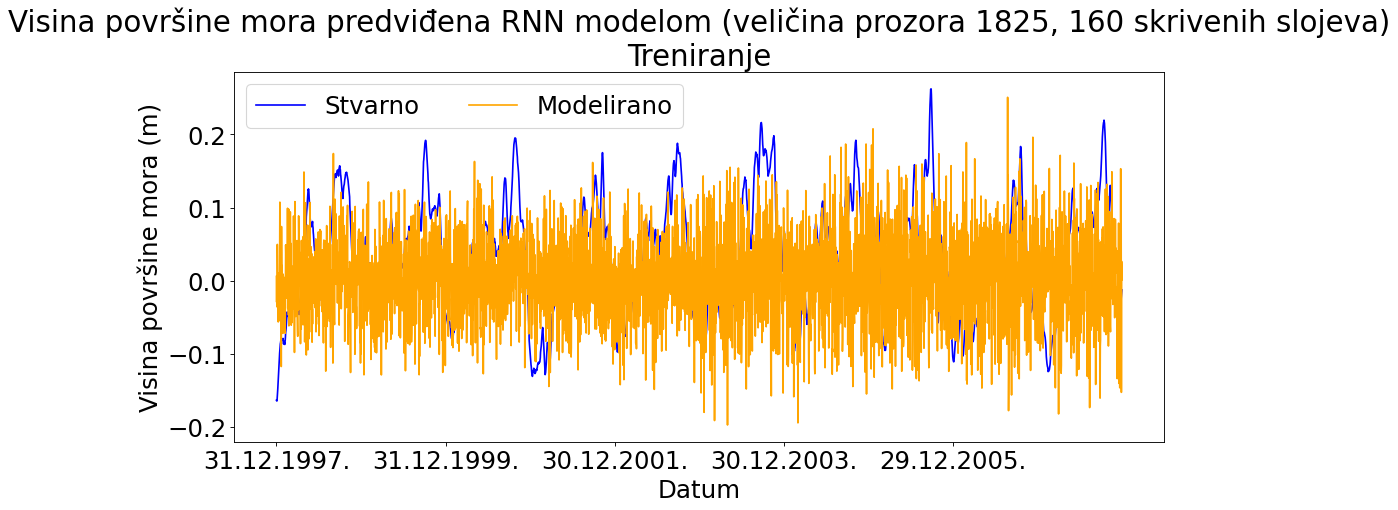 Visina površine mora predviđena RNN modelom (veličina prozora 1825, 160 skrivenih slojeva)
Treniranje
Stvarno Modelirano
Visina površine mora (m)
0.2
0.1
0.0
−0.1
−0.2
31.12.1997. 31.12.1999. 30.12.2001. 30.12.2003. 29.12.2005.
Datum